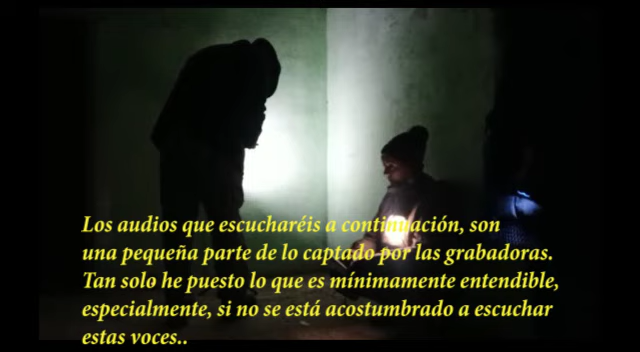 Los audios que escucharéis a continuación, son
una pequeña parte de lo captado por las grabadoras.
Tan solo he puesto lo que es mínimamente entendible,
especialmente, si no se está acostumbrado a escuchar
estas voces..